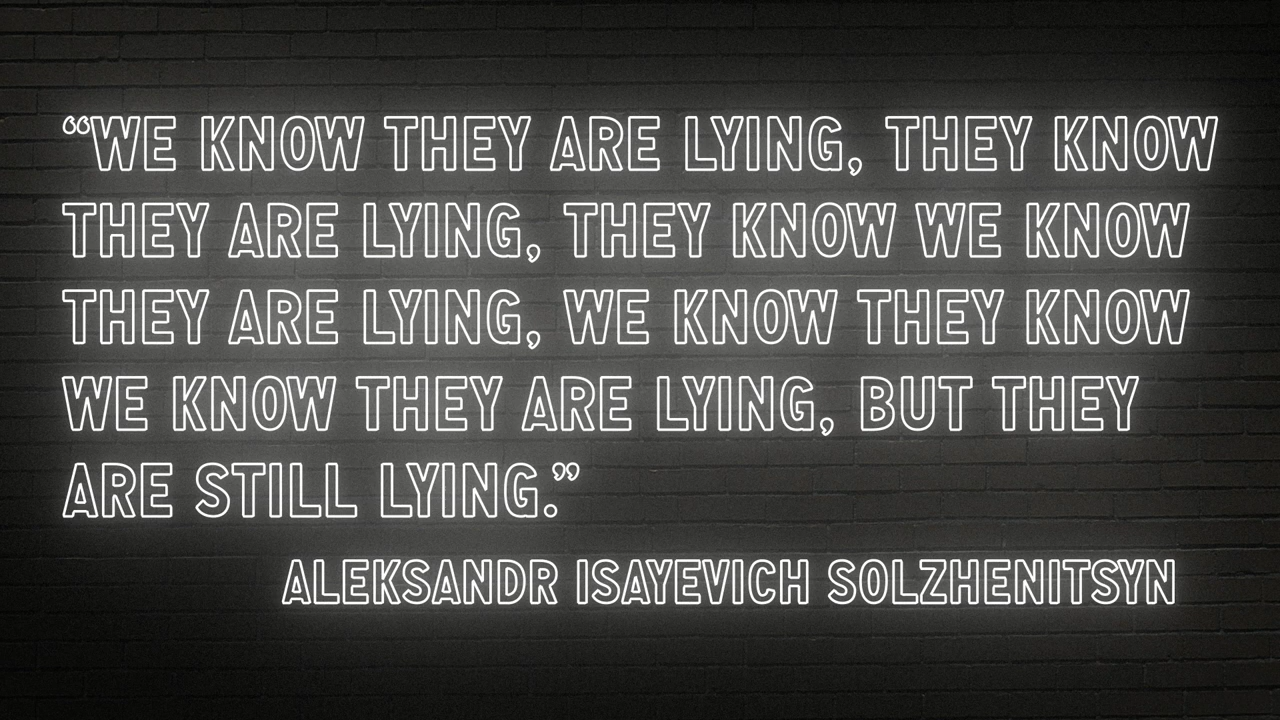 “WE KNOW THEY ARE LYING, THEY KNOW
THEY ARE LYING, THEY KNOW WE KNOW
THEY ARE LYING, WE KNOW THEY KNOW
WE KNOW THEY ARE LYING, BUT THEY
ARE STILL LYING.”
ALEKSANDR ISAYEVICH SOLZHENITSYN